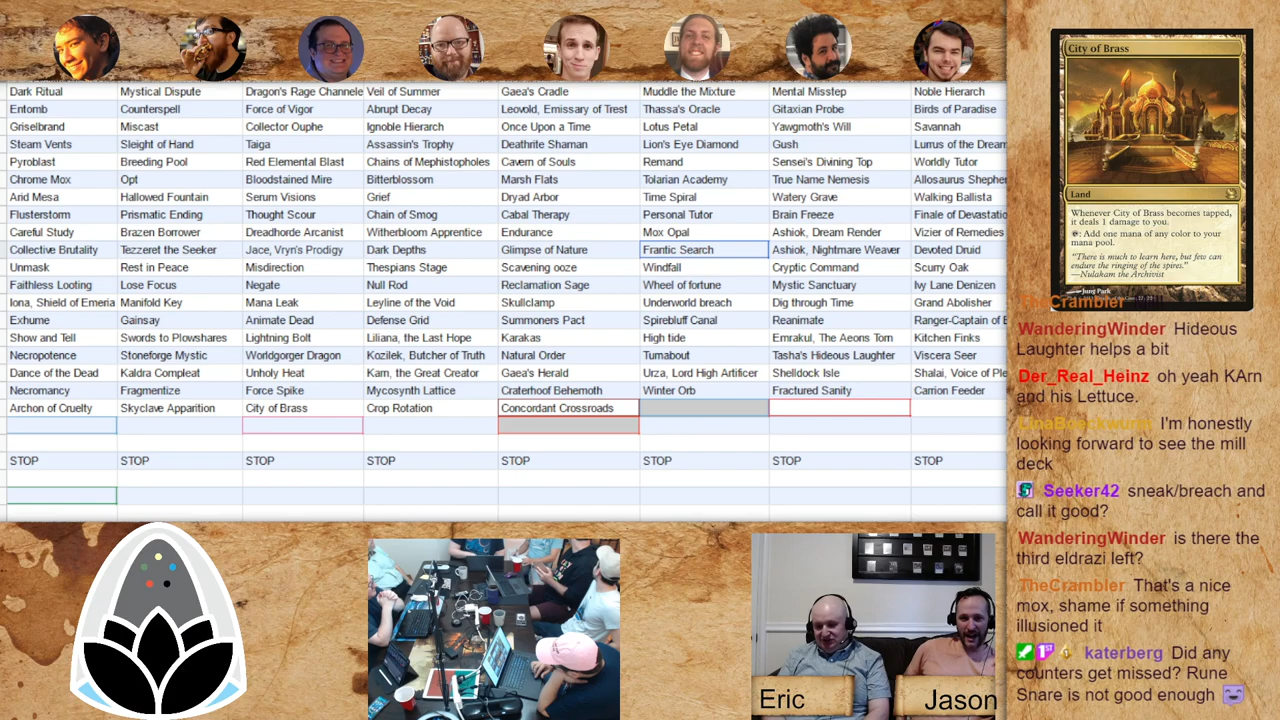 Dark Ritual Mystical Dispute Dragon's Rage Channele Veil of Summer Gaea's Cradle Muddle the Mixture Mental Misstep Noble Hierarch
Entomb Counterspell Force of Vigor Abrupt Decay Leovold, Emissary of Trest Thassa's Oracle Gitaxian Probe Birds of Paradise
Griselbrand Miscast Collector Ouphe Ignoble Hierarch Once Upon a Time Lotus Petal Yawgmoth's Will Savannah
Steam Vents Sleight of Hand Taiga Assassin's Trophy Deathrite Shaman Lion's Eye Diamond Gush Lurrus of the Dream
Pyroblast Breeding Pool Red Elemental Blast Chains of Mephistopheles Cavern of Souls Remand Sensei's Divining Top Worldly Tutor
Chrome Mox Opt Bloodstained Mire Bitterblossom Marsh Flats Tolarian Academy True Name Nemesis Allosaurus Shepher
Arid Mesa Hallowed Fountain Serum Visions Grief Dryad Arbor Time Spiral Watery Grave Walking Ballista
Flusterstorm Prismatic Ending Thought Scour Chain of Smog Cabal Therapy Personal Tutor Brain Freeze Finale of Devastatio
Careful Study Brazen Borrower Dreadhorde Arcanist Witherbloom Apprentice Endurance Mox Opal Ashiok, Dream Render Vizier of Remedies
Collective Brutality Tezzeret the Seeker Jace, Vryn's Prodigy Dark Depths Glimpse of Nature Frantic Search Ashiok, Nightmare Weaver Devoted Druid
Unmask Rest in Peace Misdirection Thespians Stage Scavening ooze Windfall Cryptic Command Scurry Oak
Faithless Looting Lose Focus Negate Null Rod Reclamation Sage Wheel of fortune Mystic Sanctuary Ivy Lane Denizen
Iona, Shield of Emeria Manifold Key Mana Leak Leyline of the Void Skullclamp Underworld breach Dig through Time Grand Abolisher
Exhume Gainsay Animate Dead Defense Grid Summoners Pact Spirebluff Canal Reanimate Ranger-Captain of E
Show and Tell Swords to Plowshares Lightning Bolt Liliana, the Last Hope Karakas High tide Emrakul, The Aeons Torn Kitchen Finks
Necropotence Stoneforge Mystic Worldgorger Dragon Kozilek, Butcher of Truth Natural Order Turnabout Tasha's Hideous Laughter Viscera Seer
Dance of the Dead Kaldra Compleat Unholy Heat Karn, the Great Creator Gaea's Herald Urza, Lord High Artificer Shelldock Isle Shalai, Voice of Ple
Necromancy Fragmentize Force Spike Mycosynth Lattice Craterhoof Behemoth Winter Orb Fractured Sanity Carrion Feeder
Archon of Cruelty Skyclave Apparition City of Brass Crop Rotation Concordant Crossroads
STOP STOP STOP STOP STOP STOP STOP STOP
City of Brass
Land
Whenever City of Brass becomes tapped,
it deals 1 damage to you.
: Add one mana of any color to your
mana pool.
"There is much to learn here, but few can
endure the ringing of the spires."
—Nulakam the Archivist
Jung Park
TheCrambler
WanderingWinder Hideous
Laughter helps a bit
Der_Real_Heinz oh yeah KArn
and his Lettuce.
I'm honestly
looking forward to see the mill
deck
Seeker42 sneak/breach and
call it good?
WanderingWinder is there the
third eldrazi left?
TheCrambler That's a nice
mox, shame if something
illusioned it
katerberg Did any
counters get missed? Rune
Snare is not good enough
Eric
Jason